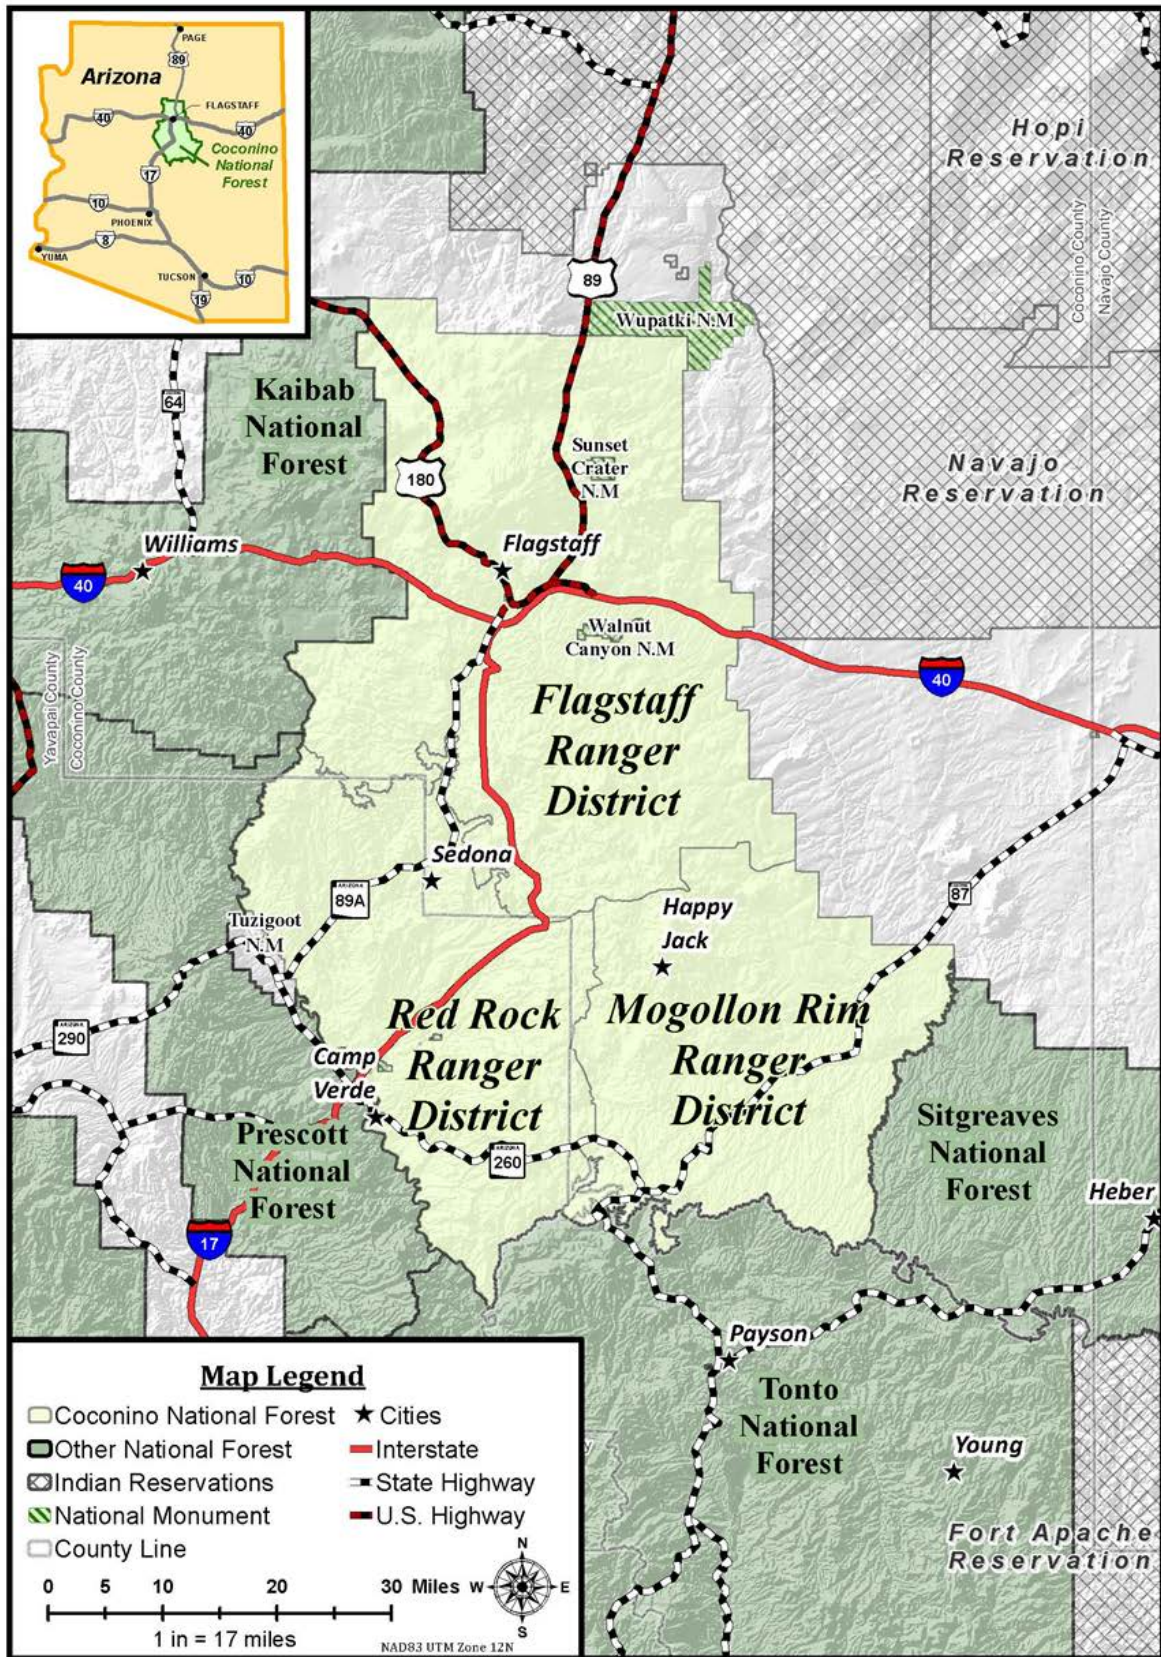 PAGE
89
Arizona
FLAGSTAFF
40
40
Coconino
National
Forest
17
10
PHOENIX
8
YUMA
TUCSON
10
19
Hopi
Reservation
Coconino County
Navajo County
89
Wupatki N.M
Kaibab
National
Forest
64
Sunset
Crater
N.M
180
Navajo
Reservation
Williams
Flagstaff
40
Walnut
Canyon N.M
40
Yavapai County
Coconino County
Flagstaff
Ranger
District
Sedona
ARIZONA
89A
87
Happy
Jack
Tuzigoot
N.M
Red Rock
Ranger
District
Mogollon Rim
Ranger
District
ARIZONA
290
Camp
Verde
Prescott
National
Forest
ARIZONA
260
Sitgreaves
National
Forest
Heber
17
Payson
Tonto
National
Forest
Young
Fort Apache
Reservation
Map Legend
Coconino National Forest
Cities
Other National Forest
Interstate
Indian Reservations
State Highway
National Monument
U.S. Highway
County Line
N
W
E
S
0 5 10 20 30 Miles
1 in = 17 miles
NAD83 UTM Zone 12N